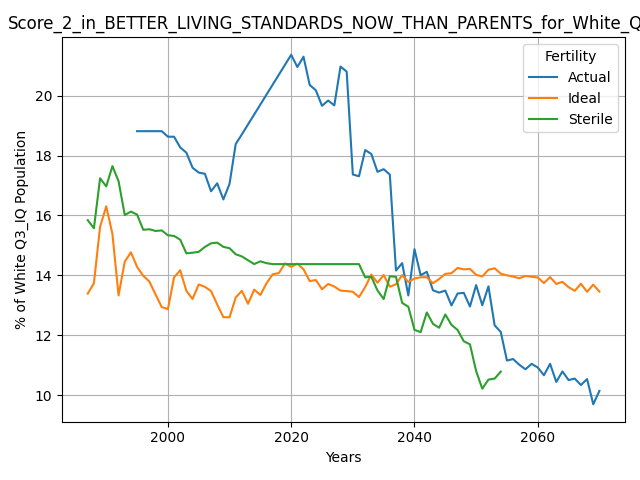 Score_2_in_BETTER_LIVING_STANDARDS_NOW_THAN_PARENTS_for_White_Q
Fertility
Actual
Ideal
Sterile
% of White Q3_IQ Population
20
18
16
14
12
10
2000 2020 2040 2060
Years